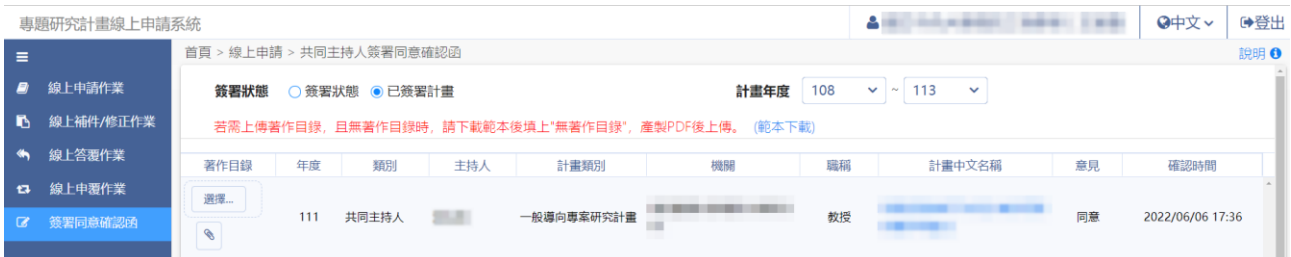 專題研究計畫線上申請系統
中文
登出
首頁 > 線上申請 > 共同主持人簽署同意確認函
說明
線上申請作業
線上補件/修正作業
線上答覆作業
線上申覆作業
簽署同意確認函
簽署狀態 簽署狀態 已簽署計畫
計畫年度 108 ~ 113
若需上傳著作目錄，且無著作目錄時，請下載範本後填上"無著作目錄"，產製PDF後上傳。 (範本下載)
著作目錄 年度 類別 主持人 計畫類別 機關 職稱 計畫中文名稱 意見 確認時間
選擇...
111 共同主持人 一般導向專案研究計畫 教授 同意 2022/06/06 17:36